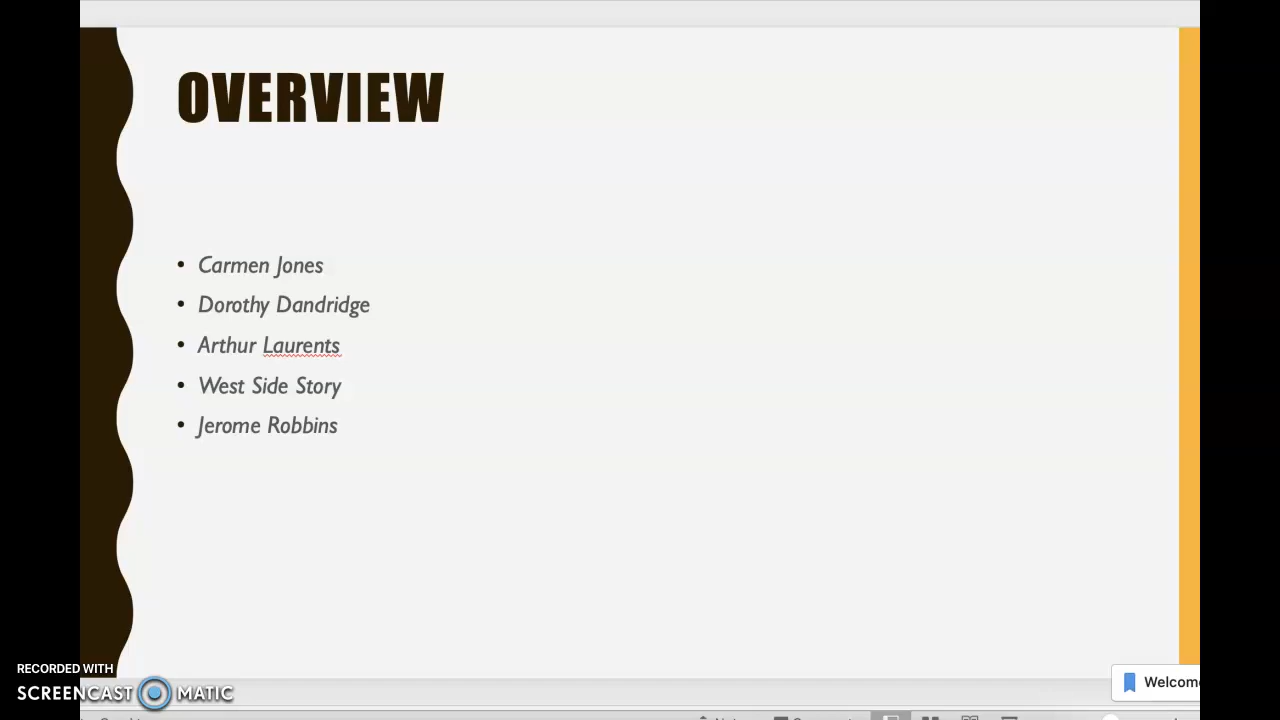 OVERVIEW
• Carmen Jones
• Dorothy Dandridge
• Arthur Laurents
• West Side Story
• Jerome Robbins
RECORDED WITH
SCREENCAST MATIC
Welcome